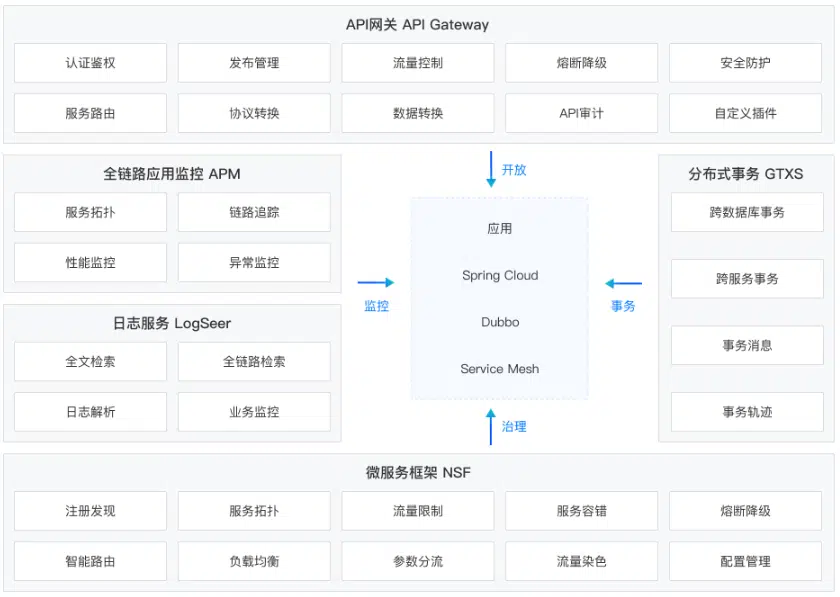 API网关 API Gateway
认证鉴权 发布管理 流量控制 熔断降级 安全防护
服务路由 协议转换 数据转换 API审计 自定义插件
全链路应用监控 APM
服务拓扑 链路追踪
性能监控 异常监控
日志服务 LogSeer
全文检索 全链路检索
日志解析 业务监控
开放
监控
应用
Spring Cloud
Dubbo
Service Mesh
事务
治理
分布式事务 GTXS
跨数据库事务
跨服务事务
事务消息
事务轨迹
微服务框架 NSF
注册发现 服务拓扑 流量限制 服务容错 熔断降级
智能路由 负载均衡 参数分流 流量染色 配置管理